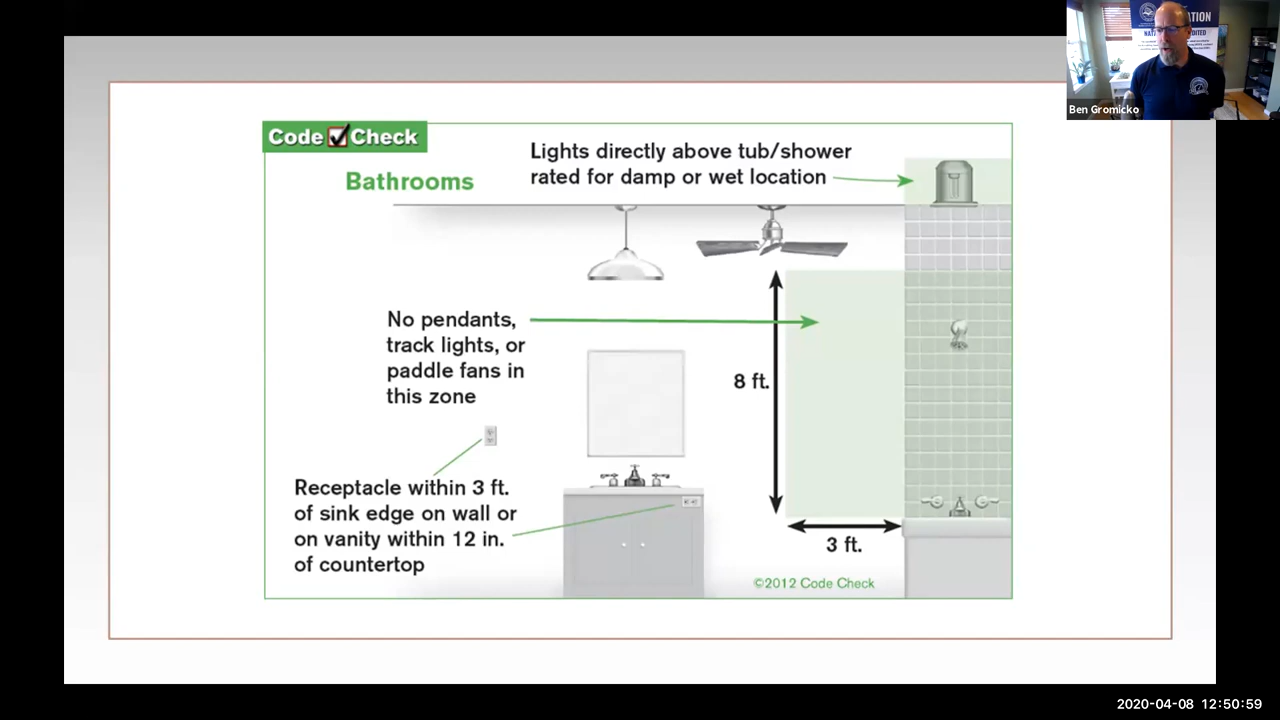 Code Check
Bathrooms
Lights directly above tub/shower
rated for damp or wet location
No pendants,
track lights, or
paddle fans in
this zone
8 ft.
3 ft.
Receptacle within 3 ft.
of sink edge on wall or
on vanity within 12 in.
of countertop
©2012 Code Check
Ben Gromicko
2020-04-08 12:50:59